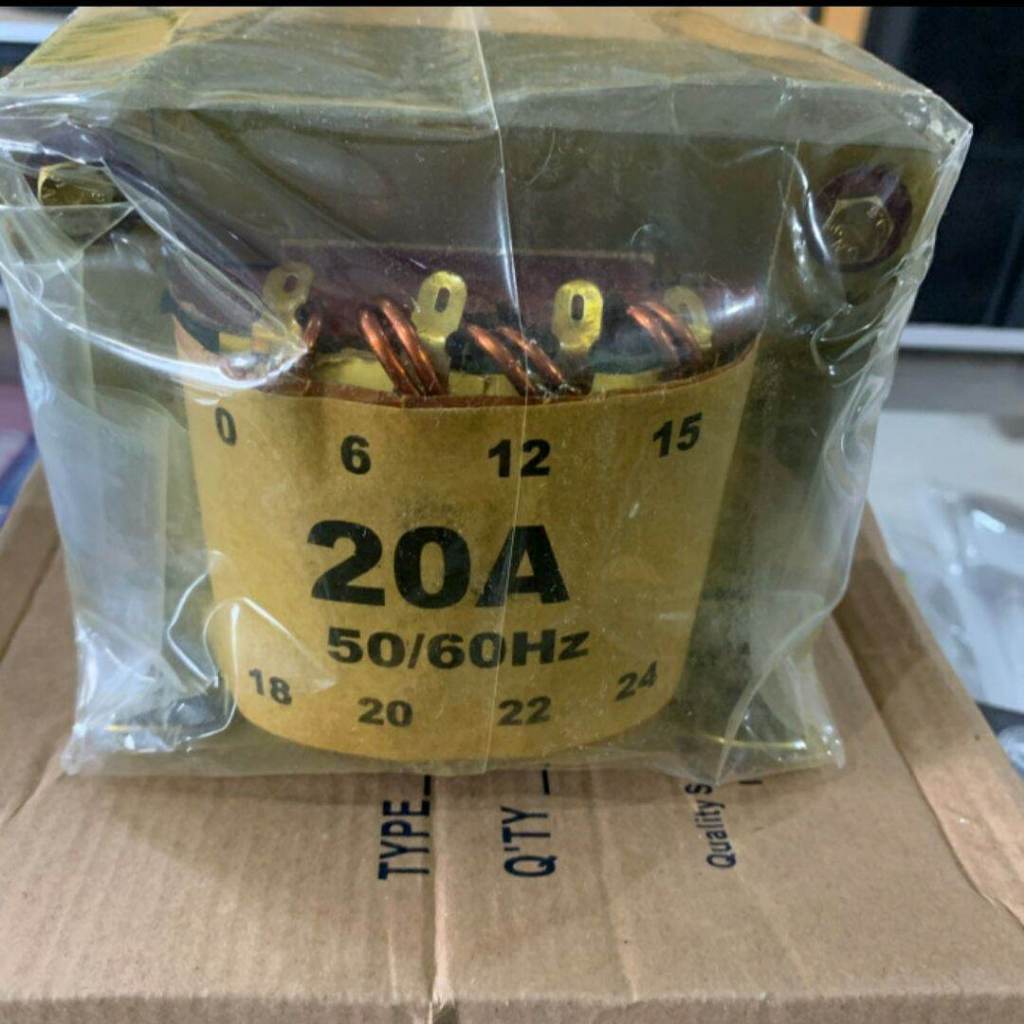 0 6 12 15
20A
50/60Hz
18 20 22 24
TYPE
Q'TY
Quality S